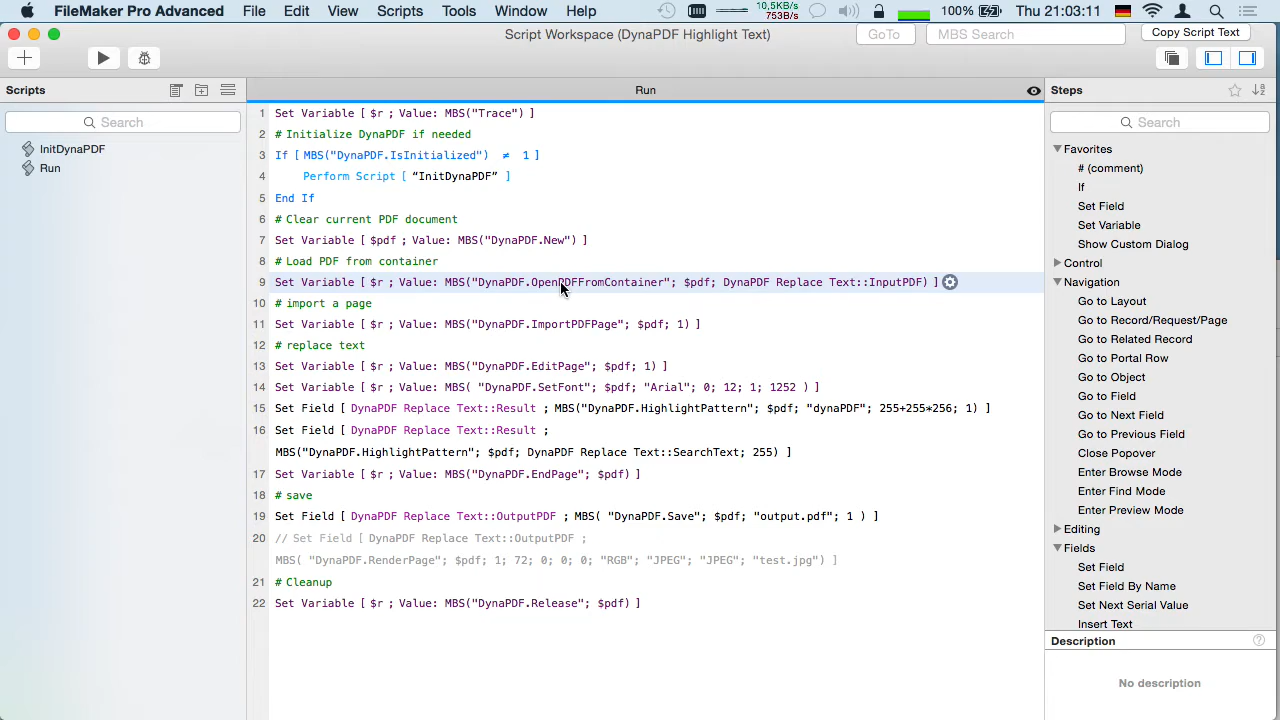 FileMaker Pro Advanced File Edit View Scripts Tools Run Window Help 10,5KB/s 753B/s 100% Thu 21:03:11
Script Workspace (DynaPDF Highlight Text) GoTo MBS Search Copy Script Text
Scripts Run Steps
Search
InitDynaPDF
Run
1 Set Variable [ $r ; Value: MBS("Trace") ]
2 # Initialize DynaPDF if needed
3 If [ MBS("DynaPDF.IsInitialized") ≠ 1 ]
4 Perform Script [ “InitDynaPDF” ]
5 End If
6 # Clear current PDF document
7 Set Variable [ $pdf ; Value: MBS("DynaPDF.New") ]
8 # Load PDF from container
9 Set Variable [ $r ; Value: MBS("DynaPDF.OpenPDFFromContainer"; $pdf; DynaPDF Replace Text::InputPDF) ]
10 # import a page
11 Set Variable [ $r ; Value: MBS("DynaPDF.ImportPDFPage"; $pdf; 1) ]
12 # replace text
13 Set Variable [ $r ; Value: MBS("DynaPDF.EditPage"; $pdf; 1) ]
14 Set Variable [ $r ; Value: MBS( "DynaPDF.SetFont"; $pdf; "Arial"; 0; 12; 1; 1252 ) ]
15 Set Field [ DynaPDF Replace Text::Result ; MBS("DynaPDF.HighlightPattern"; $pdf; "dynaPDF"; 255+255*256; 1) ]
16 Set Field [ DynaPDF Replace Text::Result ;
MBS("DynaPDF.HighlightPattern"; $pdf; DynaPDF Replace Text::SearchText; 255) ]
17 Set Variable [ $r ; Value: MBS("DynaPDF.EndPage"; $pdf) ]
18 # save
19 Set Field [ DynaPDF Replace Text::OutputPDF ; MBS( "DynaPDF.Save"; $pdf; "output.pdf"; 1 ) ]
20 // Set Field [ DynaPDF Replace Text::OutputPDF ;
MBS( "DynaPDF.RenderPage"; $pdf; 1; 72; 0; 0; 0; "RGB"; "JPEG"; "JPEG"; "test.jpg") ]
21 # Cleanup
22 Set Variable [ $r ; Value: MBS("DynaPDF.Release"; $pdf) ]
Search
Favorites
# (comment)
If
Set Field
Set Variable
Show Custom Dialog
Control
Navigation
Go to Layout
Go to Record/Request/Page
Go to Related Record
Go to Portal Row
Go to Object
Go to Field
Go to Next Field
Go to Previous Field
Close Popover
Enter Browse Mode
Enter Find Mode
Enter Preview Mode
Editing
Fields
Set Field
Set Field By Name
Set Next Serial Value
Insert Text
Description
No description